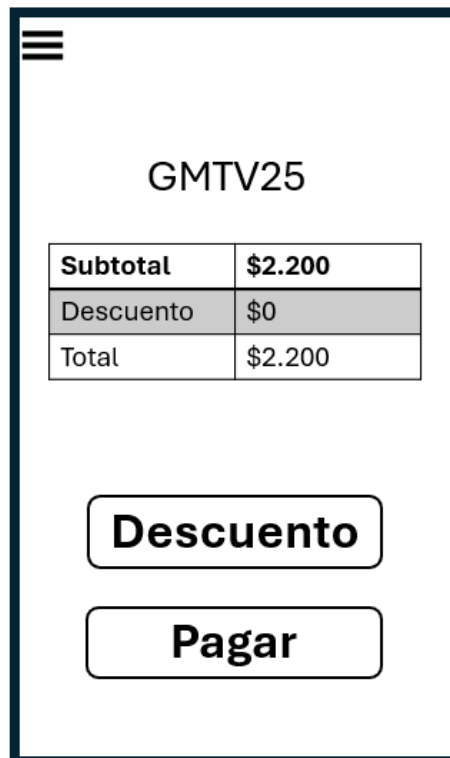 GMTV25
Subtotal $2.200
Descuento $0
Total $2.200
Descuento
Pagar